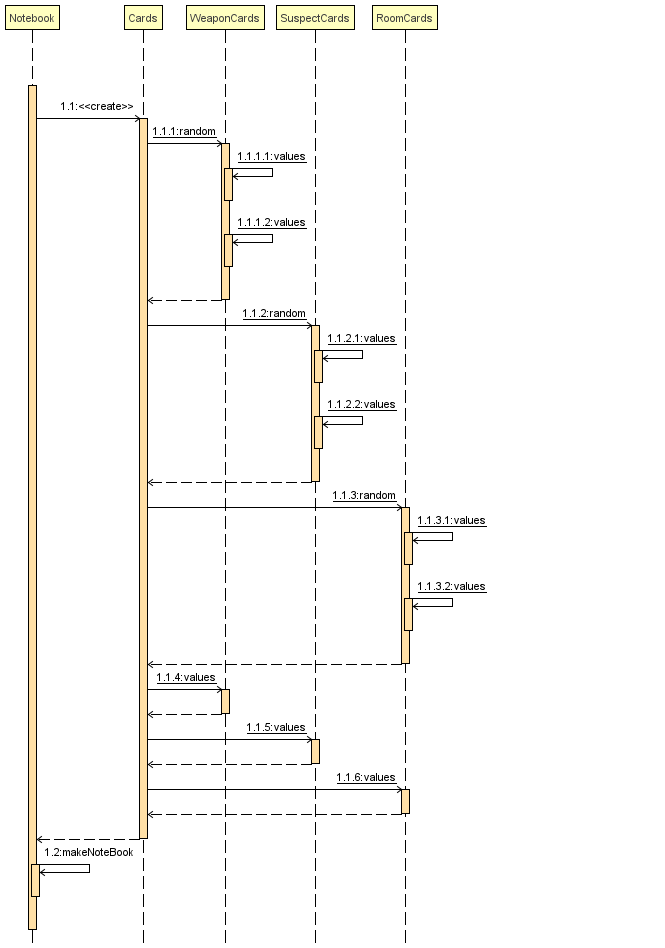 Notebook
Cards
WeaponCards
SuspectCards
RoomCards
1.1:<<create>>
1.1.1:random
1.1.1.1:values
1.1.1.2:values
1.1.2:random
1.1.2.1:values
1.1.2.2:values
1.1.3:random
1.1.3.1:values
1.1.3.2:values
1.1.4:values
1.1.5:values
1.1.6:values
1.2:makeNoteBook